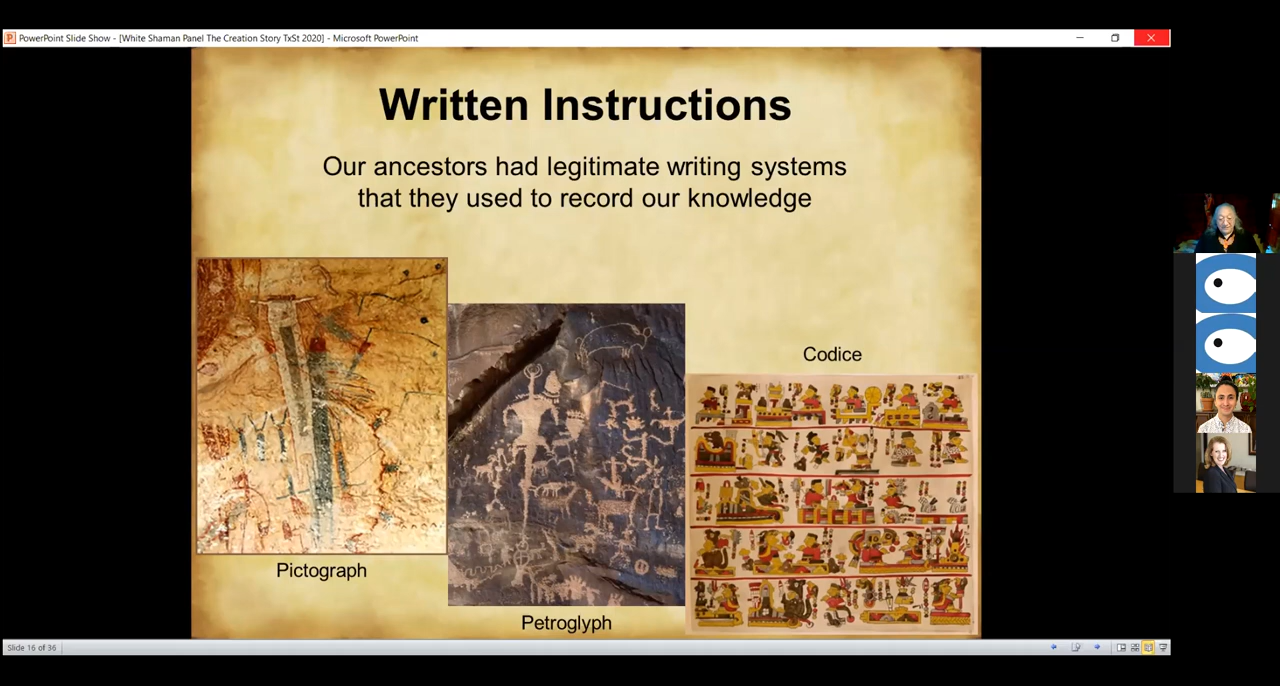 PowerPoint Slide Show - [White Shaman Panel The Creation Story TxSt 2020] - Microsoft PowerPoint
Written Instructions
Our ancestors had legitimate writing systems
that they used to record our knowledge
Codice
Pictograph
Petroglyph
Slide 16 of 36